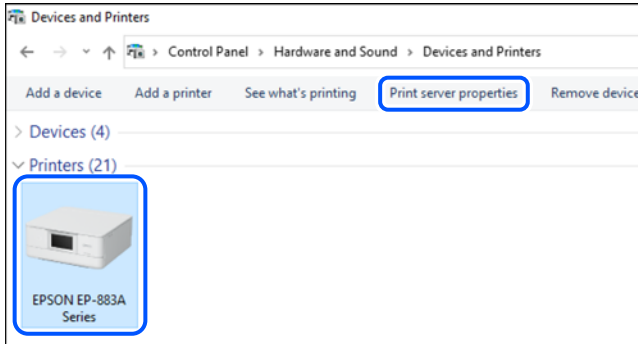 Devices and Printers
Control Panel > Hardware and Sound > Devices and Printers
Add a device Add a printer See what's printing Print server properties Remove device
Devices (4)
Printers (21)
EPSON EP-883A
Series